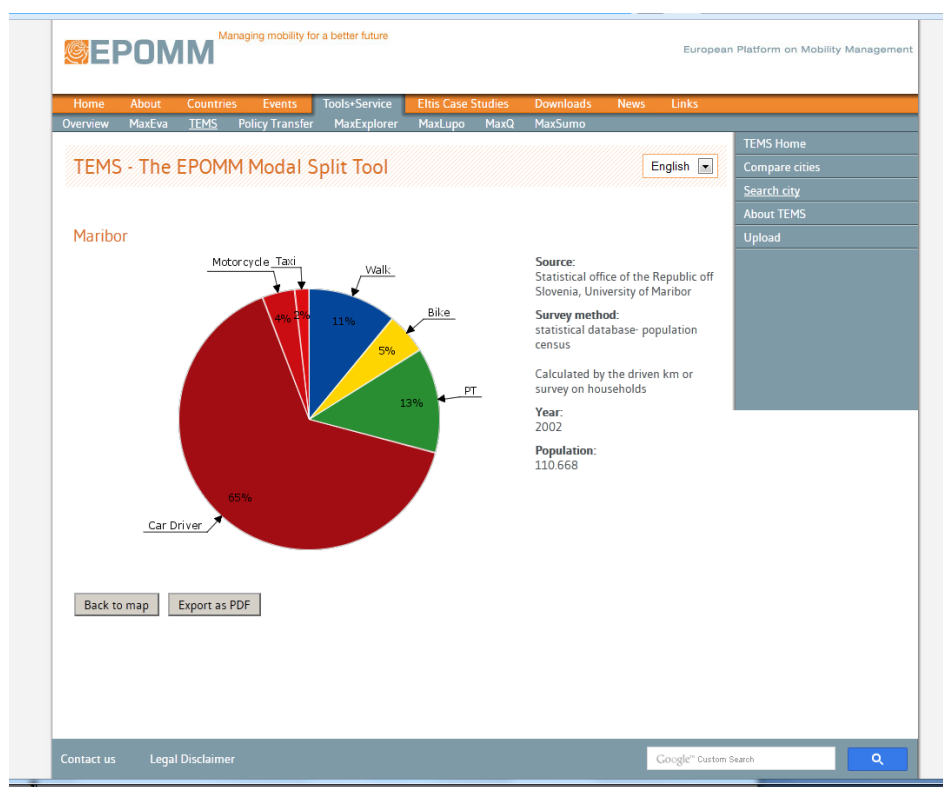 Managing mobility for a better future
EPOMM
European Platform on Mobility Management
Home About Countries Events Tools+Service Eltis Case Studies Downloads News Links
Overview MaxEva TEMS Policy Transfer MaxExplorer MaxLupo MaxQ MaxSumo
TEMS Home
Compare cities
Search city
About TEMS
Upload
TEMS - The EPOMM Modal Split Tool
English
Maribor
Motorcycle Taxi
Walk
Bike
PT
Car Driver
4% 2% 11%
5%
13%
65%
Source:
Statistical office of the Republic off
Slovenia, University of Maribor
Survey method:
statistical database- population
census
Calculated by the driven km or
survey on households
Year:
2002
Population:
110.668
Back to map Export as PDF
Contact us Legal Disclaimer
Google™ Custom Search